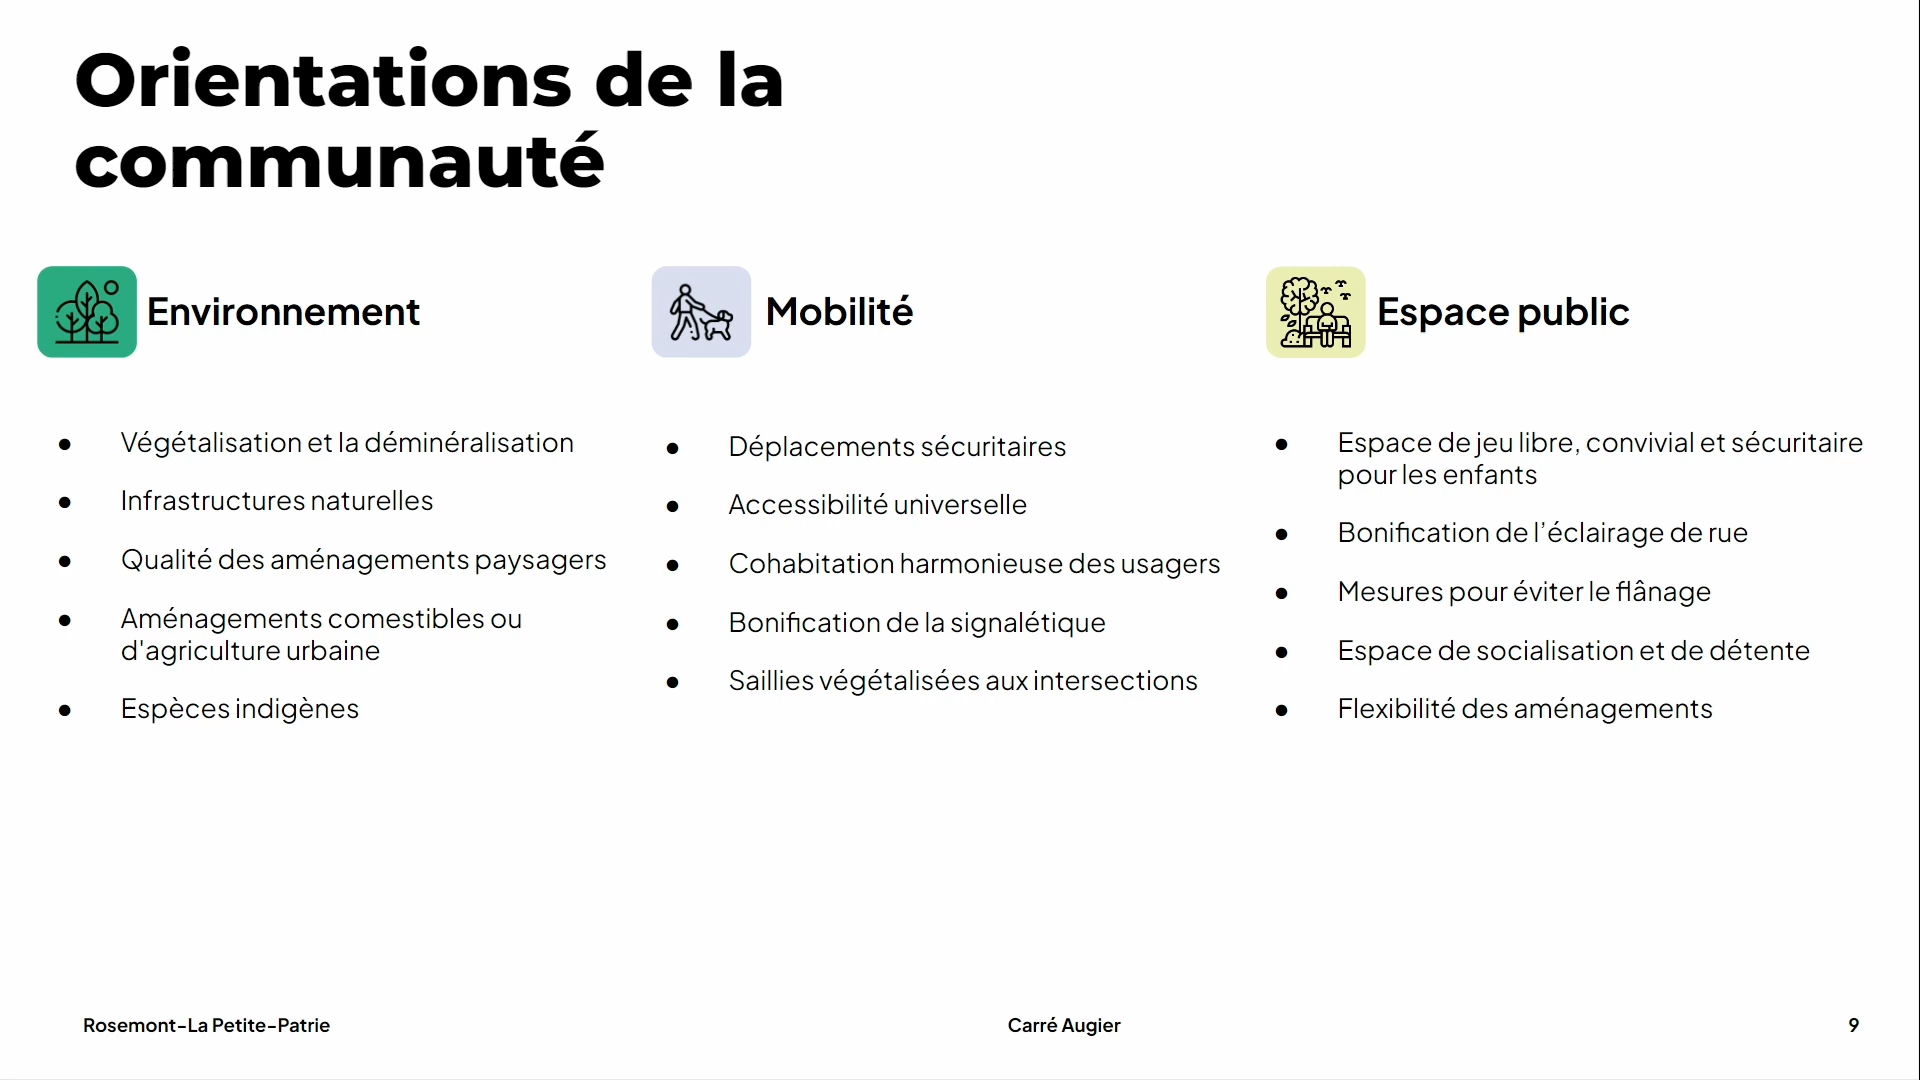 Orientations de la
communauté
Environnement
● Végétalisation et la déminéralisation
● Infrastructures naturelles
● Qualité des aménagements paysagers
● Aménagements comestibles ou
d'agriculture urbaine
● Espèces indigènes
Mobilité
● Déplacements sécuritaires
● Accessibilité universelle
● Cohabitation harmonieuse des usagers
● Bonification de la signalétique
● Saillies végétalisées aux intersections
Espace public
● Espace de jeu libre, convivial et sécuritaire
pour les enfants
● Bonification de l’éclairage de rue
● Mesures pour éviter le flânage
● Espace de socialisation et de détente
● Flexibilité des aménagements
Rosemont–La Petite–Patrie
Carré Augier
9